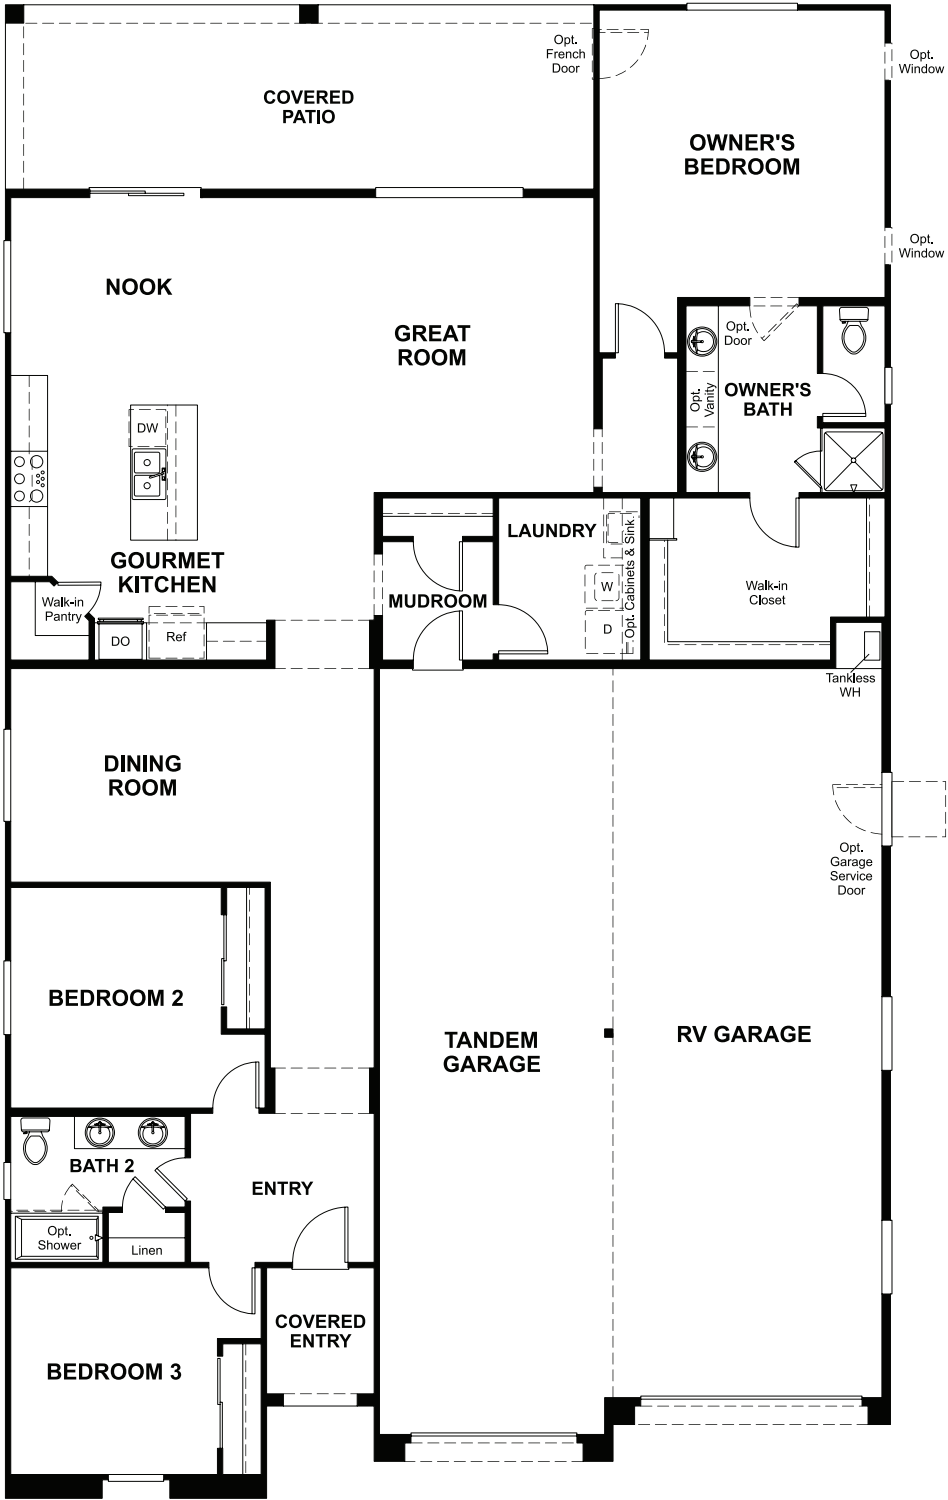 Opt.
French
Door
Opt.
Window
COVERED
PATIO
OWNER'S
BEDROOM
Opt.
Window
NOOK
GREAT
ROOM
Opt.
Door
OWNER'S
BATH
Opt.
Vanity
DW
GOURMET
KITCHEN
LAUNDRY
Opt. Cabinets & Sink
W
D
MUDROOM
Walk-in
Closet
Walk-in
Pantry
DO
Ref
Tankless
WH
DINING
ROOM
Opt.
Garage
Service
Door
BEDROOM 2
TANDEM
GARAGE
RV GARAGE
BATH 2
ENTRY
Opt.
Shower
Linen
COVERED
ENTRY
BEDROOM 3